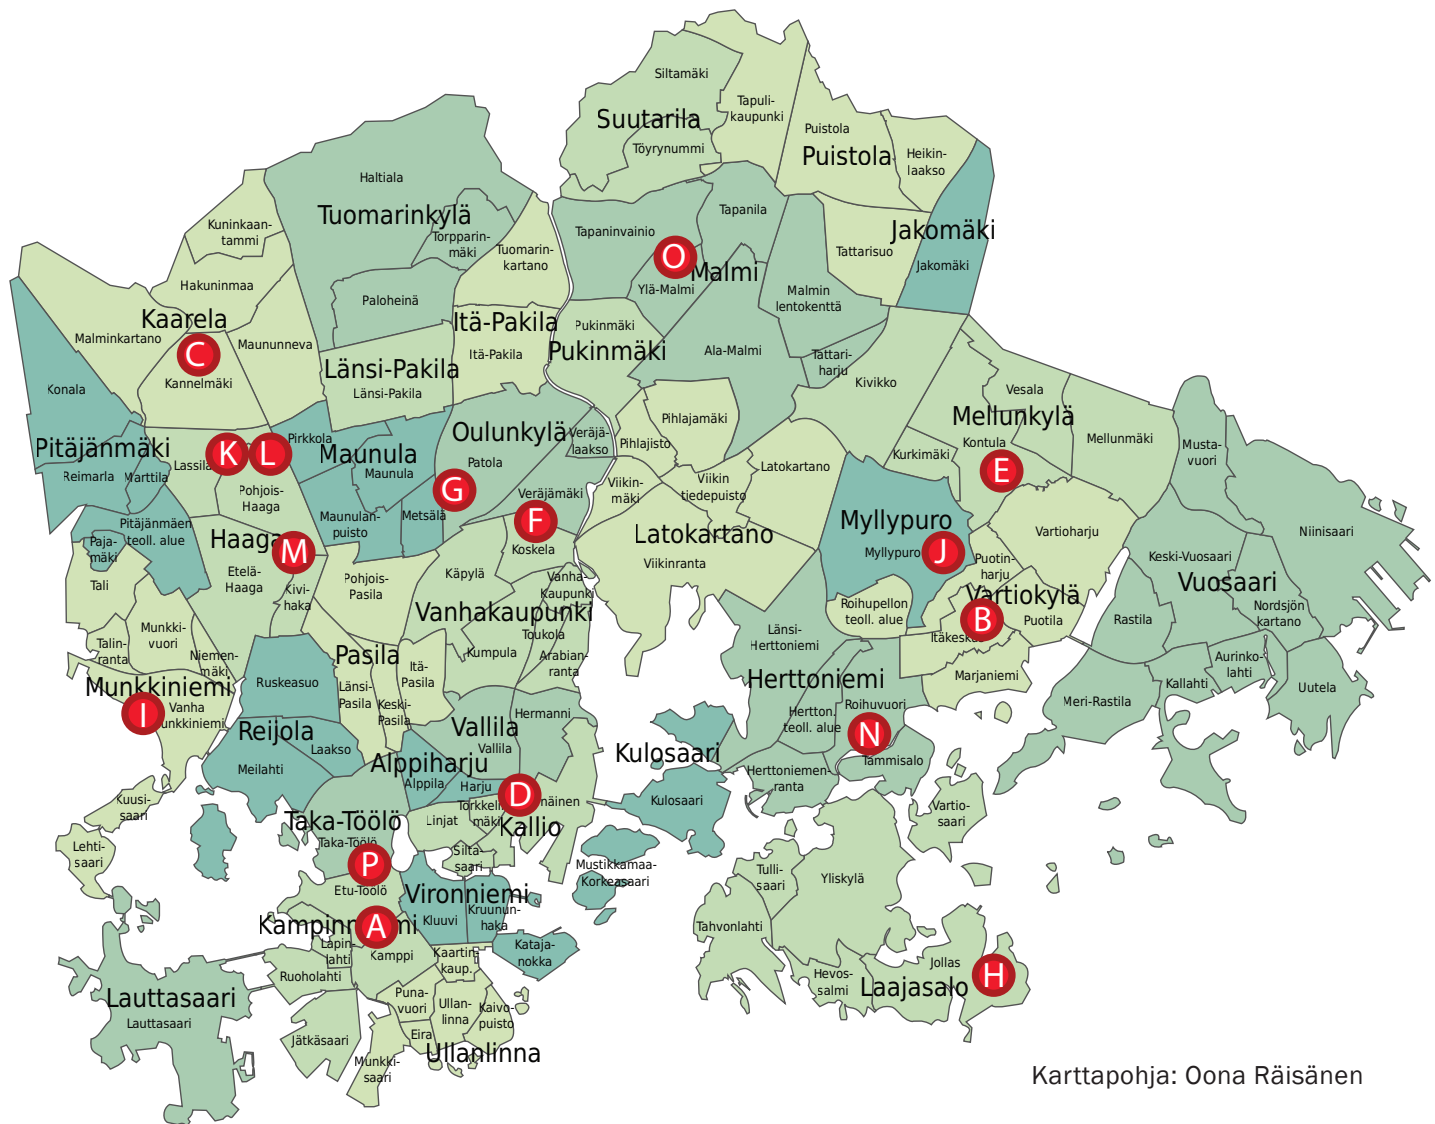 Siltamäki
Suutarila
Töyrynummi
Tapuli-
kaupunki
Puistola
Puistola
Heikin-
laakso
Jakomäki
Jakomäki
Tattarisuo
Haltiala
Tuomarinkylä
Torpparin-
mäki
Paloheinä
Tuomarin-
kartano
Kuninkaan-
tammi
Hakuninmaa
Kaarela
Malminkartano
Maununneva
C
Kannelmäki
Konala
Tapanila
Tapaninvainio
O
Malmi
Ylä-Malmi
Malmin
lentokenttä
Ala-Malmi
Tattari-
harju
Kivikko
Itä-Pakila
Itä-Pakila
Länsi-Pakila
Länsi-Pakila
Pukinmäki
Pukinmäki
Pihlajamäki
Pihlajisto
Vesala
Mellunkylä
Kontula
E
Mellunmäki
Kurkimäki
Musta-
vuori
Pitäjänmäki
Reimarla
Marttila
Lassila
K
L
Pohjois-
Haaga
Pirkkola
Maunula
Maunula
Maunulan-
puisto
Metsälä
Oulunkylä
Patola
G
Veräjä-
laakso
Veräjämäki
F
Koskela
Viikin-
mäki
Viikin
tiedepuisto
Latokartano
Latokartano
Viikinranta
Myllypuro
Myllypuro
J
Roihupellon
teoll. alue
Vartioharju
Puotin-
harju
Vartiokylä
B
Puotila
Itäkeskus
Marjaniemi
Niinisaari
Keski-Vuosaari
Vuosaari
Nordsjön
kartano
Rastila
Aurinko-
lahti
Kallahti
Uutela
Meri-Rastila
Pitäjänmäen
teoll. alue
Paja-
mäki
Tali
Haaga
M
Etelä-
Haaga
Kivi-
haka
Munkki-
vuori
Talin-
ranta
Niemen-
mäki
Munkkiniemi
I
Vanha
Munkkiniemi
Kuusi-
saari
Lehti-
saari
Pohjois-
Pasila
Käpylä
Vanha-
Kaupunki
Vanhakaupunki
Toukola
Kumpula
Arabian-
ranta
Pasila
Itä-
Pasila
Länsi-
Pasila
Keski-
Pasila
Ruskeasuo
Reijola
Laakso
Meilahti
Vallila
Vallila
Hermanni
Alppiharju
Alppila
Harju
D
Torkkelin-
mäki
Linjat
Kallio
Silta-
saari
Taka-Töölö
Taka-Töölö
P
Etu-Töölö
Vironniemi
Kluuvi
Kruunun-
haka
Kataja-
nokka
A
Lapin-
lahti
Kamppi
Ruoholahti
Kaartin-
kaup.
Puna-
vuori
Ullan-
linna
Kaivo-
puisto
Eira
Ullanlinna
Jätkäsaari
Munkki-
saari
Lauttasaari
Lauttasaari
Länsi-
Herttoniemi
Herttoniemi
Roihuvuori
Hertton.
teoll. alue
N
Tammisalo
Herttoniemen-
ranta
Kulosaari
Kulosaari
Mustikkamaa-
Korkeasaari
Vartio-
saari
Tulli-
saari
Yliskylä
Tahvonlahti
Hevos-
salmi
Jollas
Laajasalo
H
Karttapohja: Oona Räisänen